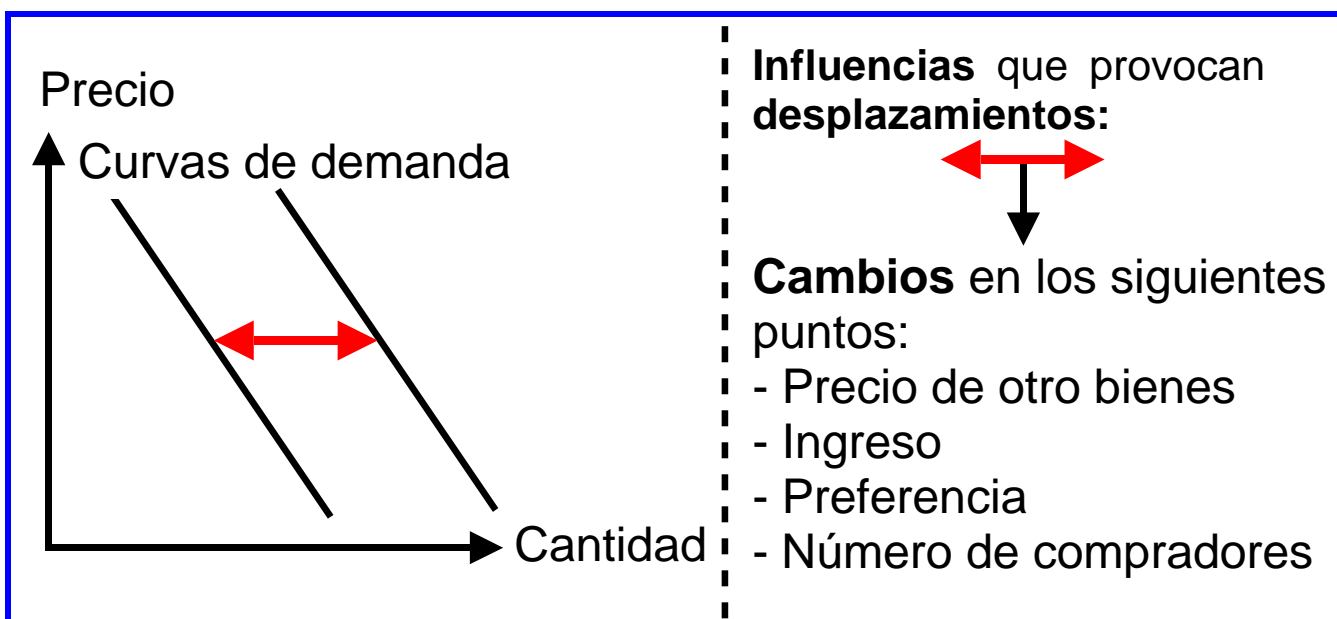 Precio
Curvas de demanda
Cantidad
Influencias que provocan
desplazamientos:
Cambios en los siguientes
puntos:
- Precio de otro bienes
- Ingreso
- Preferencia
- Número de compradores